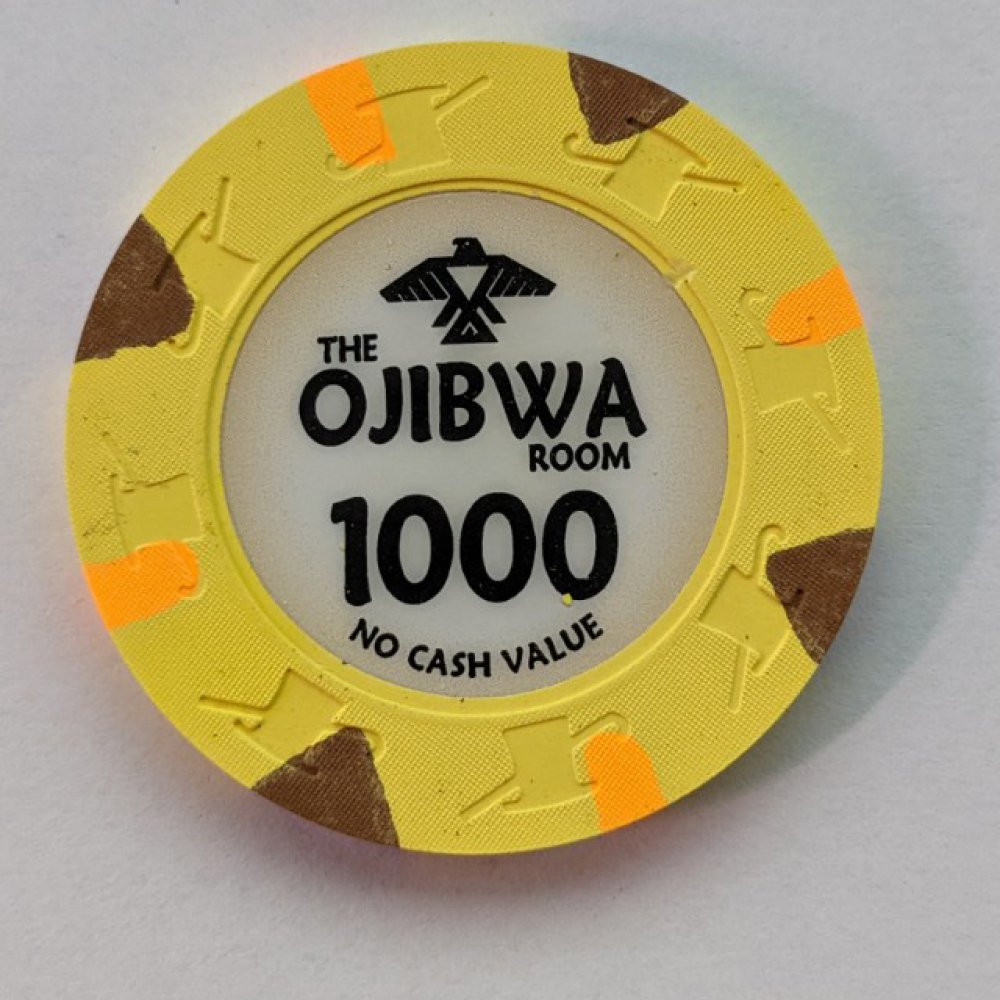 THE
OJIBWA
ROOM
1000
NO CASH VALUE